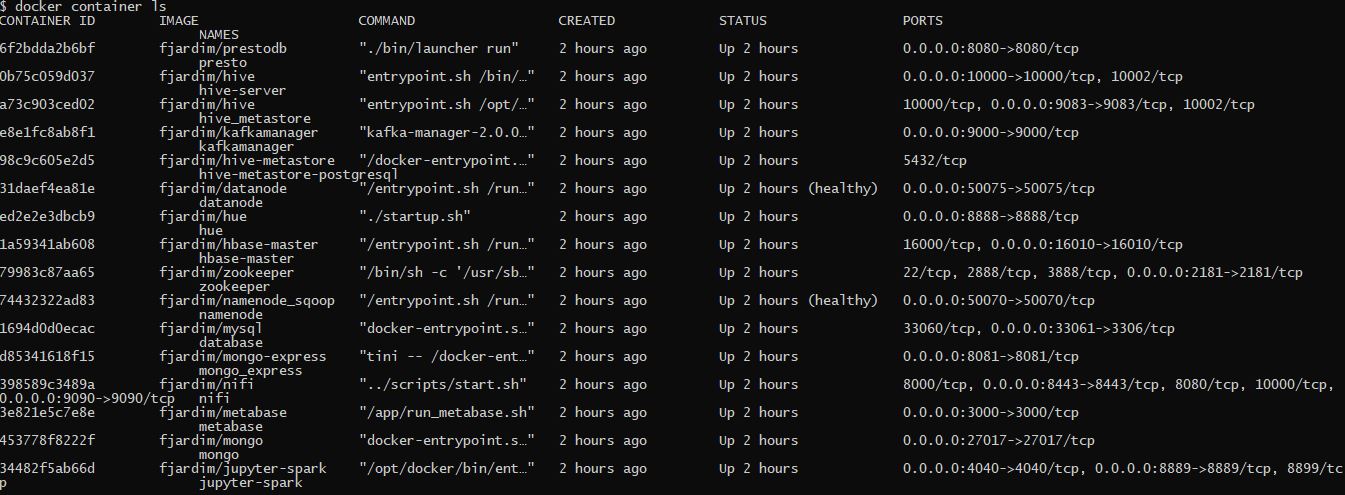 $ docker container ls
CONTAINER ID        IMAGE                    COMMAND                  CREATED             STATUS                 PORTS
                         NAMES
6f2bdda2b6bf        fjardim/prestodb         "./bin/launcher run"     2 hours ago         Up 2 hours             0.0.0.0:8080->8080/tcp
                         presto
0b75c059d037        fjardim/hive             "entrypoint.sh /bin/…"   2 hours ago         Up 2 hours             0.0.0.0:10000->10000/tcp, 10002/tcp
                         hive-server
a73c903ced02        fjardim/hive             "entrypoint.sh /opt/…"   2 hours ago         Up 2 hours             10000/tcp, 0.0.0.0:9083->9083/tcp, 10002/tcp
                         hive_metastore
e8e1fc8ab8f1        fjardim/kafkamanager     "kafka-manager-2.0.0…"   2 hours ago         Up 2 hours             0.0.0.0:9000->9000/tcp
                         kafkamanager
98c9c605e2d5        fjardim/hive-metastore   "/docker-entrypoint.…"   2 hours ago         Up 2 hours             5432/tcp
                         hive-metastore-postgresql
31daef4ea81e        fjardim/datanode         "/entrypoint.sh /run…"   2 hours ago         Up 2 hours (healthy)   0.0.0.0:50075->50075/tcp
                         datanode
ed2e2e3dbcb9        fjardim/hue              "./startup.sh"           2 hours ago         Up 2 hours             0.0.0.0:8888->8888/tcp
                         hue
1a59341ab608        fjardim/hbase-master     "/entrypoint.sh /run…"   2 hours ago         Up 2 hours             16000/tcp, 0.0.0.0:16010->16010/tcp
                         hbase-master
79983c87aa65        fjardim/zookeeper        "/bin/sh -c '/usr/sb…"   2 hours ago         Up 2 hours             22/tcp, 2888/tcp, 3888/tcp, 0.0.0.0:2181->2181/tcp
                         zookeeper
74432322ad83        fjardim/namenode_sqoop   "/entrypoint.sh /run…"   2 hours ago         Up 2 hours (healthy)   0.0.0.0:50070->50070/tcp
                         namenode
1694d0d0ecac        fjardim/mysql            "docker-entrypoint.s…"   2 hours ago         Up 2 hours             33060/tcp, 0.0.0.0:33061->3306/tcp
                         database
d85341618f15        fjardim/mongo-express    "tini -- /docker-ent…"   2 hours ago         Up 2 hours             0.0.0.0:8081->8081/tcp
                         mongo_express
398589c3489a        fjardim/nifi             "../scripts/start.sh"    2 hours ago         Up 2 hours             8000/tcp, 0.0.0.0:8443->8443/tcp, 8080/tcp, 10000/tcp,
0.0.0.0:9090->9090/tcp   nifi
3e821e5c7e8e        fjardim/metabase         "/app/run_metabase.sh"   2 hours ago         Up 2 hours             0.0.0.0:3000->3000/tcp
                         metabase
453778f8222f        fjardim/mongo            "docker-entrypoint.s…"   2 hours ago         Up 2 hours             0.0.0.0:27017->27017/tcp
                         mongo
34482f5ab66d        fjardim/jupyter-spark    "/opt/docker/bin/ent…"   2 hours ago         Up 2 hours             0.0.0.0:4040->4040/tcp, 0.0.0.0:8889->8889/tcp, 8899/tc
p                        jupyter-spark